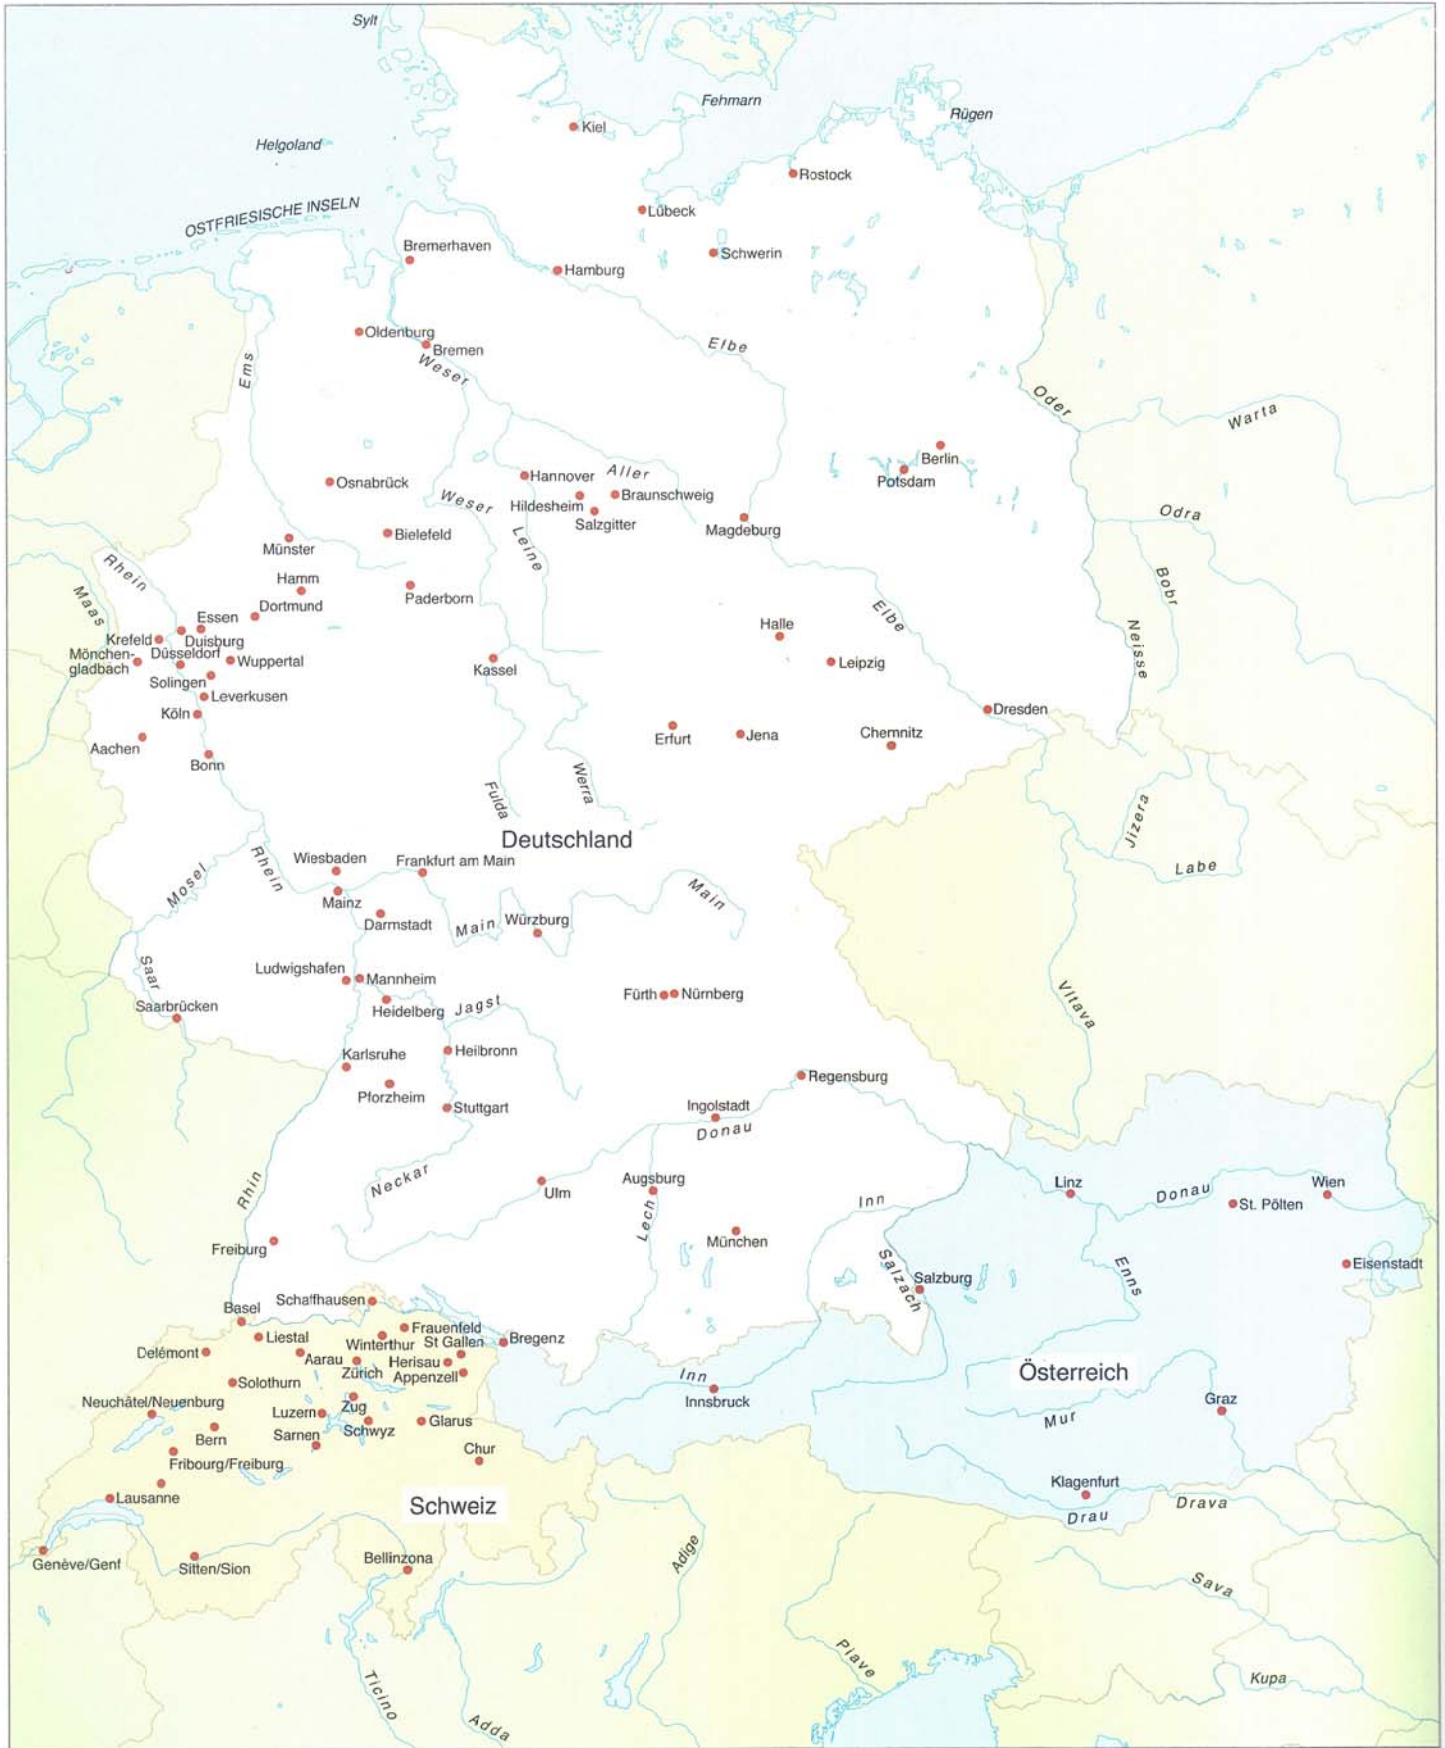 Sylt
Fehmarn
Rügen
Kiel
Helgoland
Rostock
Lübeck
OSTFRIESISCHE INSELN
Bremerhaven
Schwerin
Hamburg
Oldenburg
Bremen
Elbe
Weser
Ems
Oder
Warta
Berlin
Hannover
Aller
Potsdam
Osnabrück
Weser
Braunschweig
Hildesheim
Salzgitter
Magdeburg
Odra
Bielefeld
Münster
Leine
Rhein
Hamm
Bobr
Maas
Paderborn
Dortmund
Essen
Elbe
Halle
Krefeld
Duisburg
Neisse
Mönchen-
gladbach
Düsseldorf
Wuppertal
Kassel
Leipzig
Solingen
Leverkusen
Köln
Dresden
Aachen
Erfurt
Jena
Chemnitz
Bonn
Werra
Fulda
Jizera
Deutschland
Wiesbaden
Frankfurt am Main
Rhein
Labe
Mosel
Main
Mainz
Darmstadt
Main
Würzburg
Saar
Ludwigshafen
Mannheim
Saarbrücken
Heidelberg
Jagst
Fürth
Nürnberg
Vltava
Karlsruhe
Heilbronn
Regensburg
Pforzheim
Stuttgart
Ingolstadt
Donau
Neckar
Rhin
Ulm
Augsburg
Linz
Donau
Wien
Inn
St. Pölten
Lech
München
Freiburg
Salzach
Salzburg
Enns
Eisenstadt
Schaffhausen
Basel
Liestal
Frauenfeld
Winterthur
St Gallen
Bregenz
Delémont
Aarau
Zürich
Herisau
Appenzell
Inn
Österreich
Solothurn
Innsbruck
Neuchâtel/Neuenburg
Zug
Luzern
Schwyz
Glarus
Graz
Mur
Bern
Sarnen
Chur
Fribourg/Freiburg
Klagenfurt
Lausanne
Schweiz
Drava
Drau
Genève/Genf
Sitten/Sion
Bellinzona
Adige
Sava
Piave
Kupa
Ticino
Adda